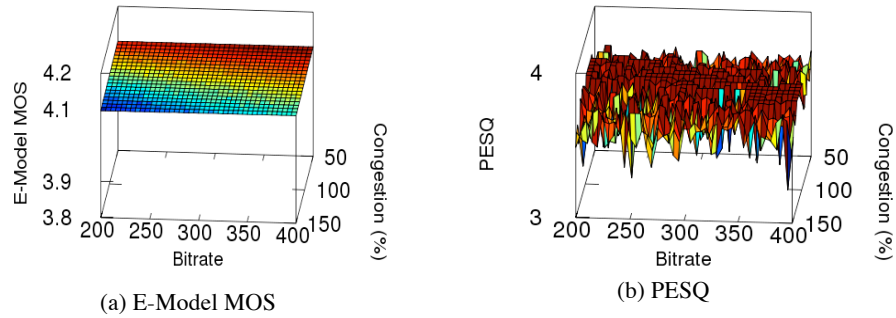 E-Model MOS
4.2
4.1
3.9
3.8
200
250
300
350
400
Bitrate
50
100
150
Congestion (%)
(a) E-Model MOS
PESQ
4
3
200
250
300
350
400
Bitrate
50
100
150
Congestion (%)
(b) PESQ